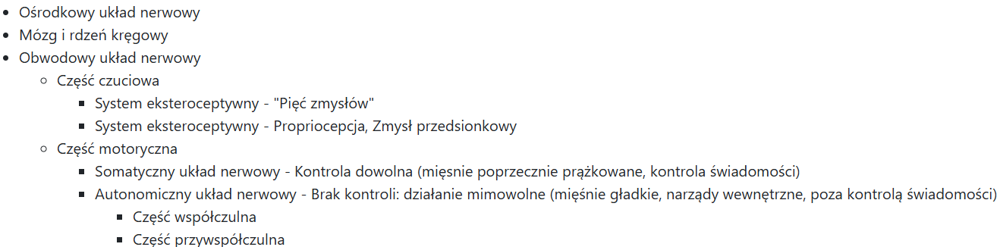 Ośrodkowy układ nerwowy
Mózg i rdzeń kręgowy
Obwodowy układ nerwowy
Część czuciowa
System eksteroceptywny - "Pięć zmysłów"
System eksteroceptywny - Propriocepcja, Zmysł przedsionkowy
Część motoryczna
Somatyczny układ nerwowy - Kontrola dowolna (mięsnie poprzecznie prążkowane, kontrola świadomości)
Autonomiczny układ nerwowy - Brak kontroli: działanie mimowolne (mięśnie gładkie, narządy wewnętrzne, poza kontrolą świadomości)
Część współczulna
Część przywspółczulna